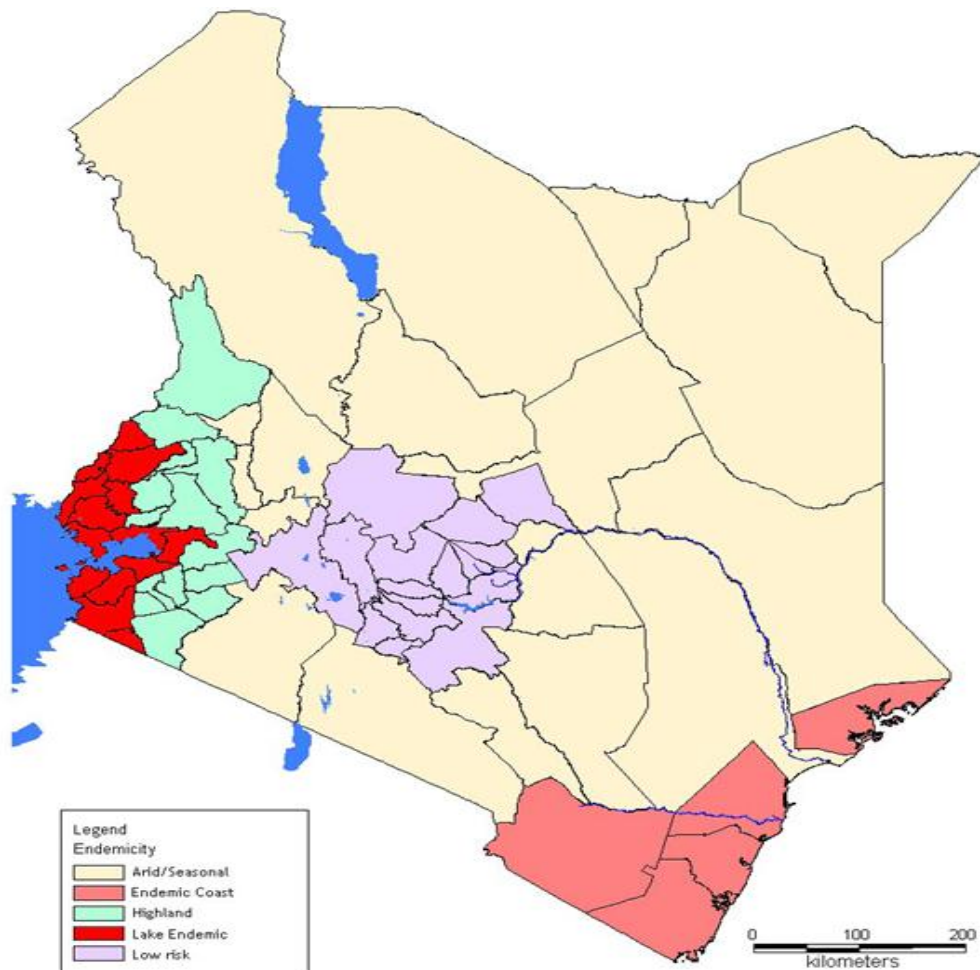 Legend
Endemicity
Arid/Seasonal
Endemic Coast
Highland
Lake Endemic
Low risk
0 100 200
kilometers